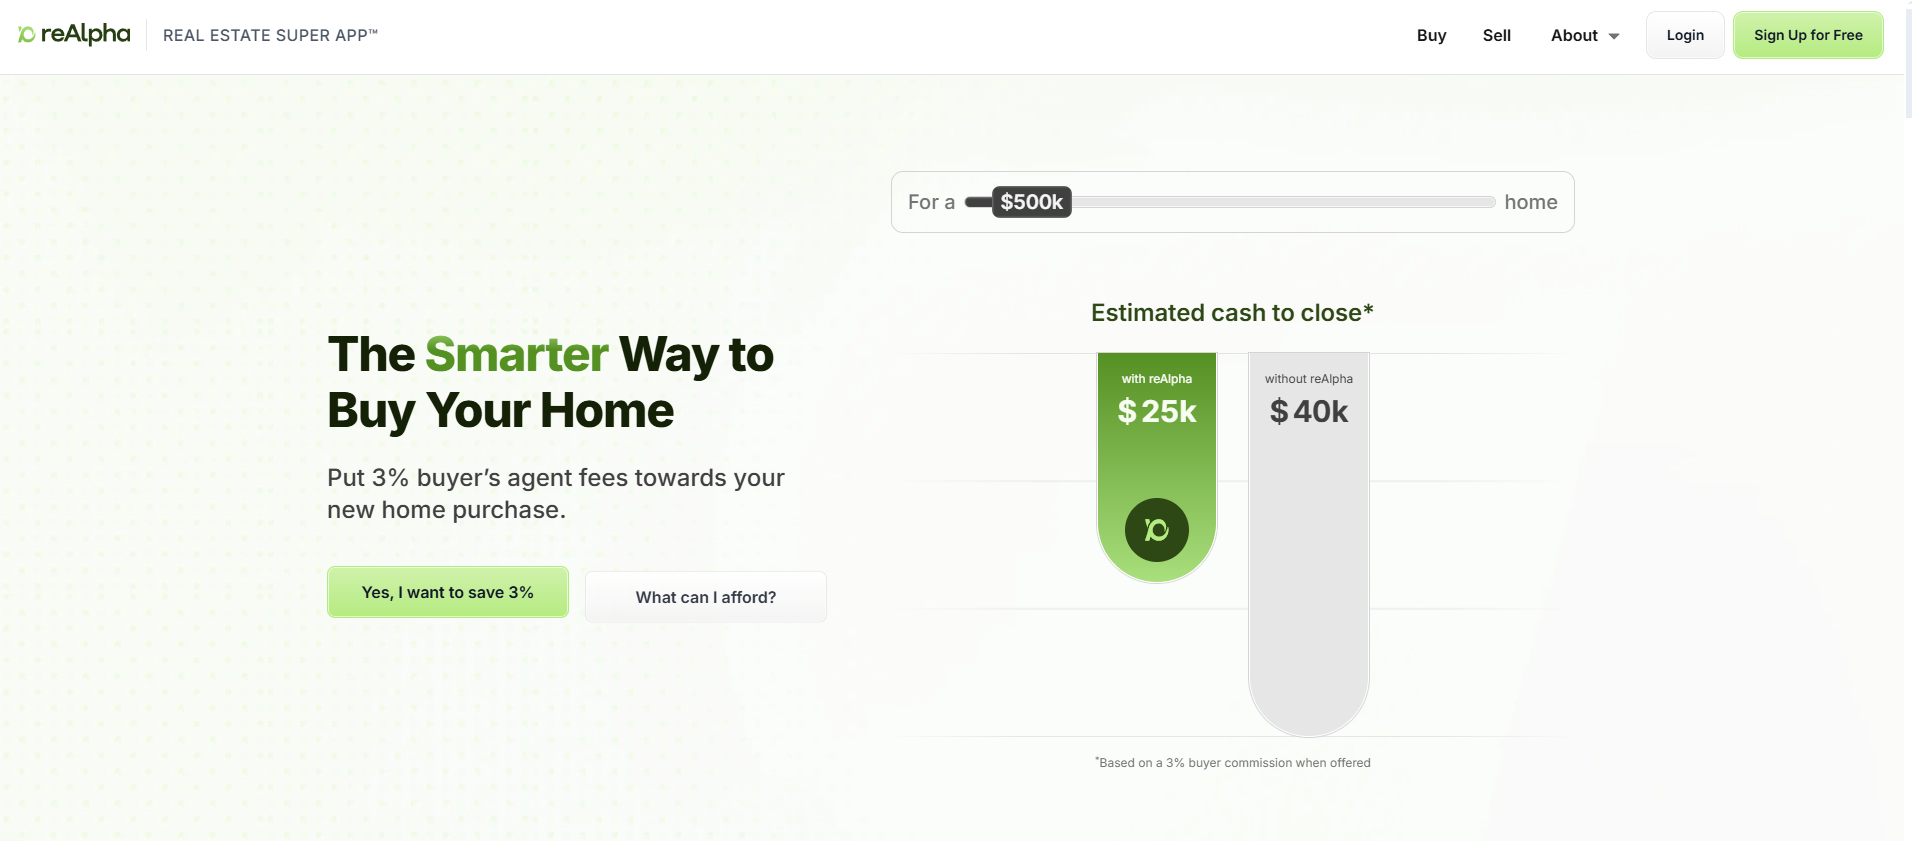 reAlpha
REAL ESTATE SUPER APP™
Buy
Sell
About
Login
Sign Up for Free
For a
$500k
home
The Smarter Way to
Buy Your Home
Put 3% buyer’s agent fees towards your
new home purchase.
Yes, I want to save 3%
What can I afford?
Estimated cash to close*
with reAlpha
$ 25k
without reAlpha
$ 40k
*Based on a 3% buyer commission when offered